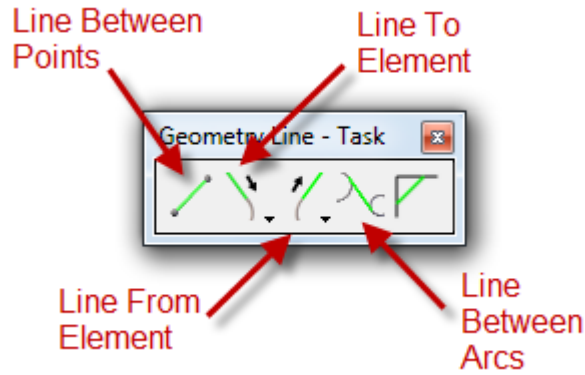 Line Between
Points
Line To
Element
Geometry Line - Task
Line From
Element
Line
Between
Arcs